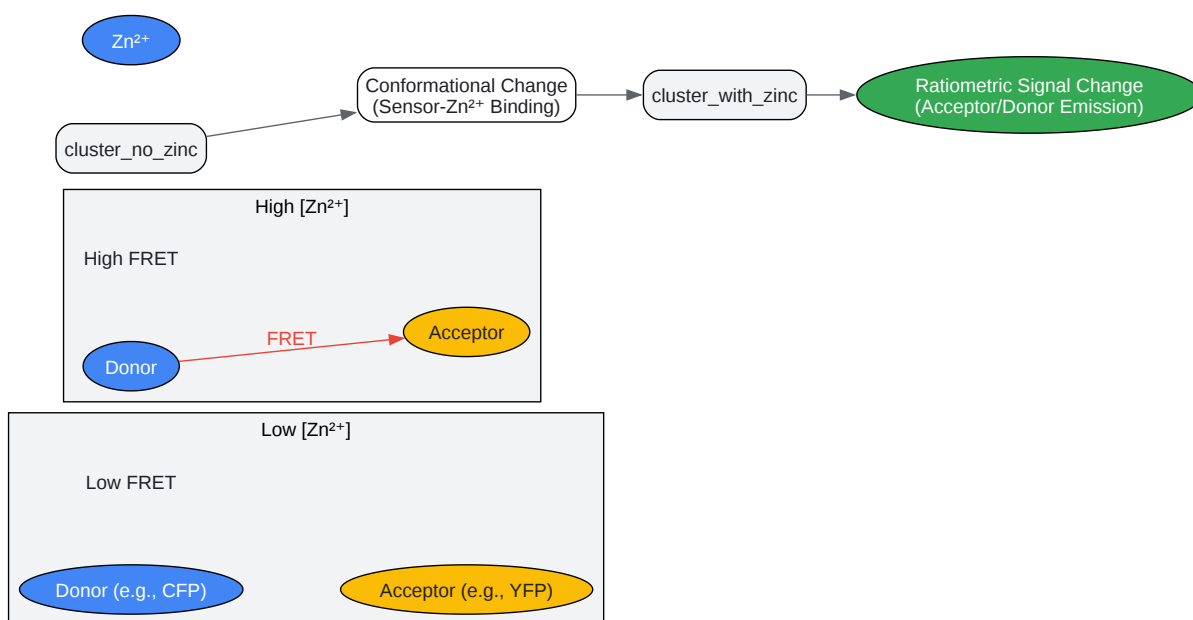 Zn²⁺
Conformational Change
(Sensor-Zn²⁺ Binding)
cluster_with_zinc
Ratiometric Signal Change
(Acceptor/Donor Emission)
cluster_no_zinc
High [Zn²⁺]
High FRET
FRET
Acceptor
Donor
Low [Zn²⁺]
Low FRET
Donor (e.g., CFP)
Acceptor (e.g., YFP)